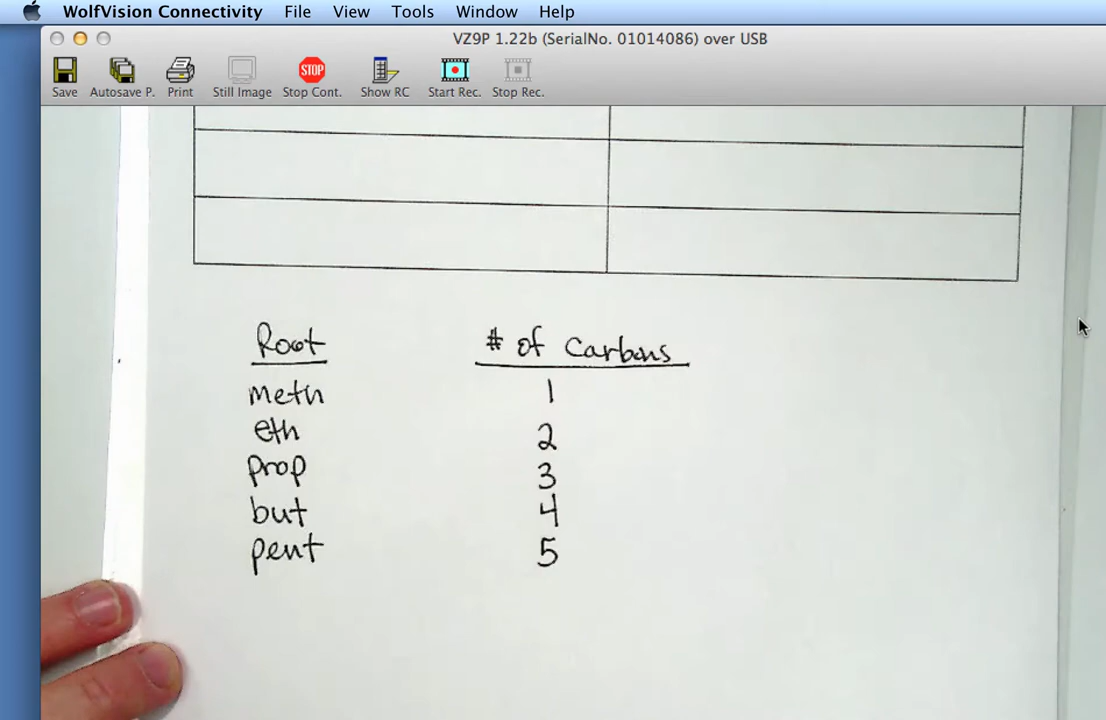 WolfVision Connectivity File View Tools Window Help
VZ9P 1.22b (SerialNo. 01014086) over USB
Save Autosave P. Print Still Image Stop Cont. Show RC Start Rec. Stop Rec.
STOP
Root # of Carbons
meth 1
eth 2
prop 3
but 4
pent 5